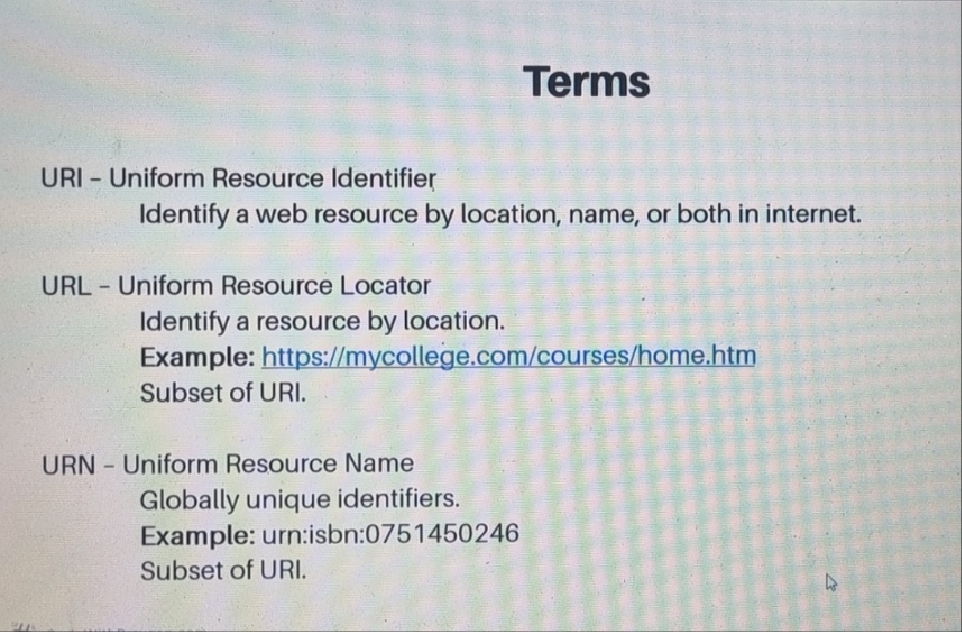 Terms
URI – Uniform Resource Identifier
Identify a web resource by location, name, or both in internet.
URL – Uniform Resource Locator
Identify a resource by location.
Example: https://mycollege.com/courses/home.htm
Subset of URI.
URN – Uniform Resource Name
Globally unique identifiers.
Example: urn:isbn:0751450246
Subset of URI.